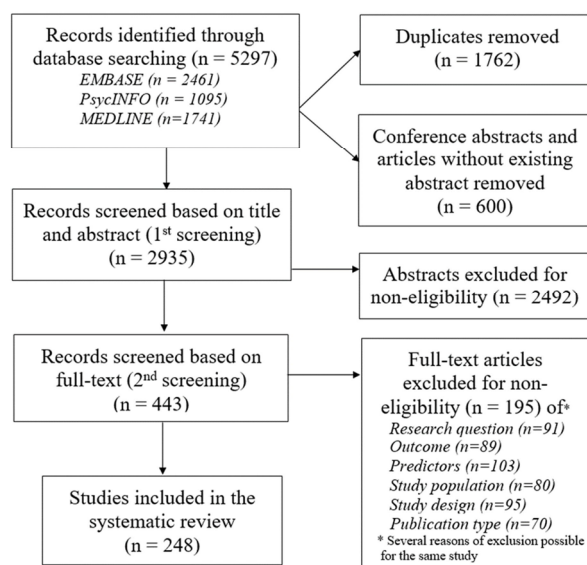 Records identified through
database searching (n = 5297)
EMBASE (n = 2461)
PsycINFO (n = 1095)
MEDLINE (n=1741)
Duplicates removed
(n = 1762)
Conference abstracts and
articles without existing
abstract removed
(n = 600)
Records screened based on title
and abstract (1st screening)
(n = 2935)
Abstracts excluded for
non-eligibility (n = 2492)
Records screened based on
full-text (2nd screening)
(n = 443)
Full-text articles
excluded for non-
eligibility (n = 195) of*
Research question (n=91)
Outcome (n=89)
Predictors (n=103)
Study population (n=80)
Study design (n=95)
Publication type (n=70)
* Several reasons of exclusion possible
for the same study
Studies included in the
systematic review
(n = 248)